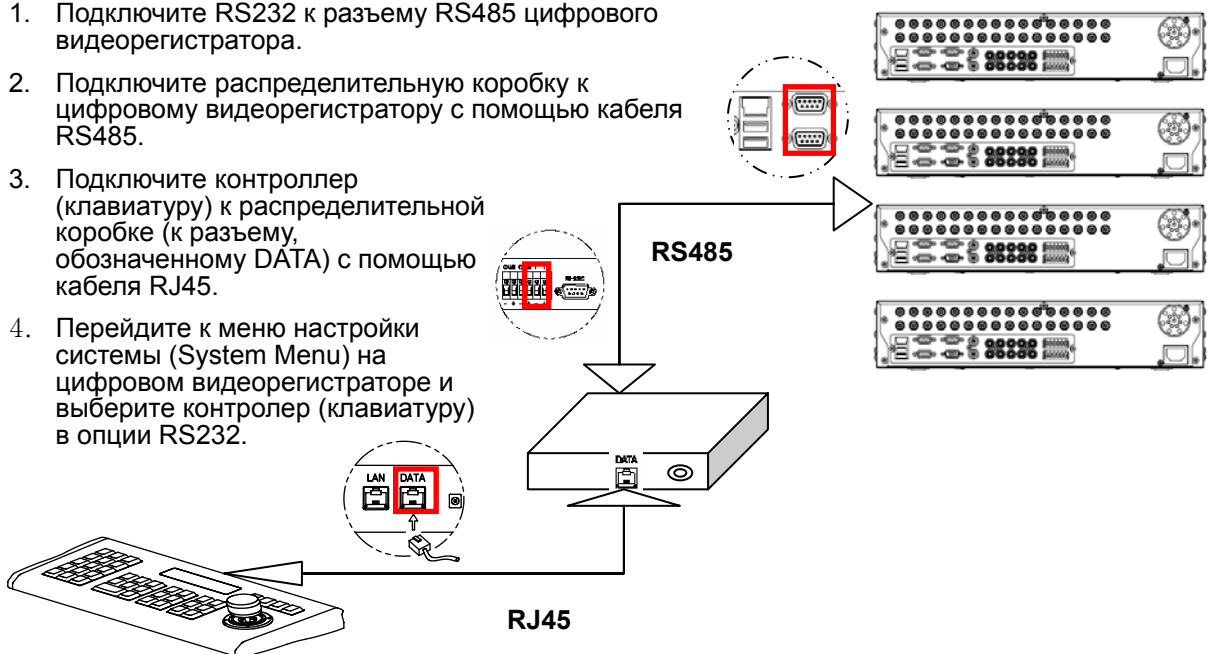 1. Подключите RS232 к разъему RS485 цифрового
видеорегистратора.
2. Подключите распределительную коробку к
цифровому видеорегистратору с помощью кабеля
RS485.
3. Подключите контроллер
(клавиатуру) к распределительной
коробке (к разъему,
обозначенному DATA) с помощью
кабеля RJ45.
4. Перейдите к меню настройки
системы (System Menu) на
цифровом видеорегистраторе и
выберите контролер (клавиатуру)
в опции RS232.
RS485
DATA
LAN DATA
RJ45